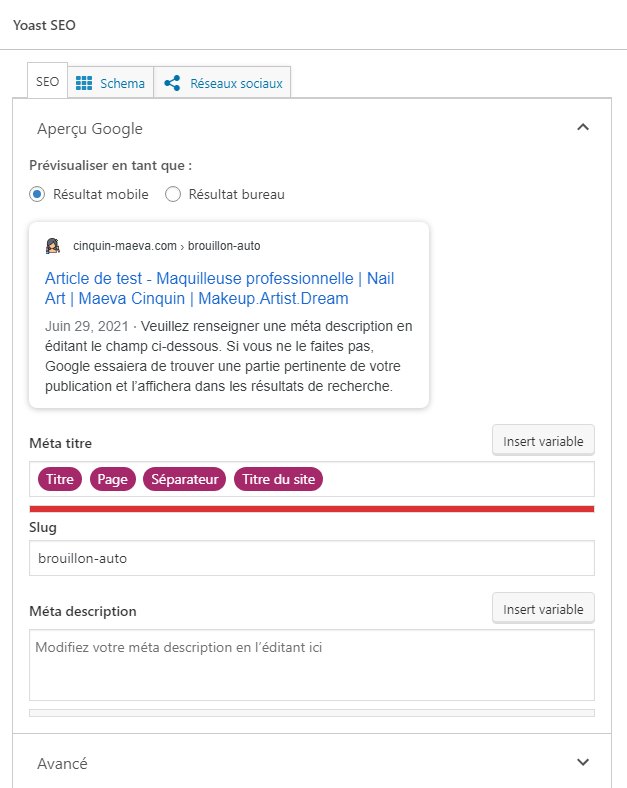 Yoast SEO
SEO
Schema
Réseaux sociaux
Aperçu Google
Prévisualiser en tant que :
Résultat mobile
Résultat bureau
cinquin-maeva.com › brouillon-auto
Article de test - Maquilleuse professionnelle | Nail
Art | Maeva Cinquin | Makeup.Artist.Dream
Juin 29, 2021 · Veuillez renseigner une méta description en
éditant le champ ci-dessous. Si vous ne le faites pas,
Google essaiera de trouver une partie pertinente de votre
publication et l’affichera dans les résultats de recherche.
Méta titre
Insert variable
Titre Page Séparateur Titre du site
Slug
brouillon-auto
Méta description
Insert variable
Modifiez votre méta description en l’éditant ici
Avancé